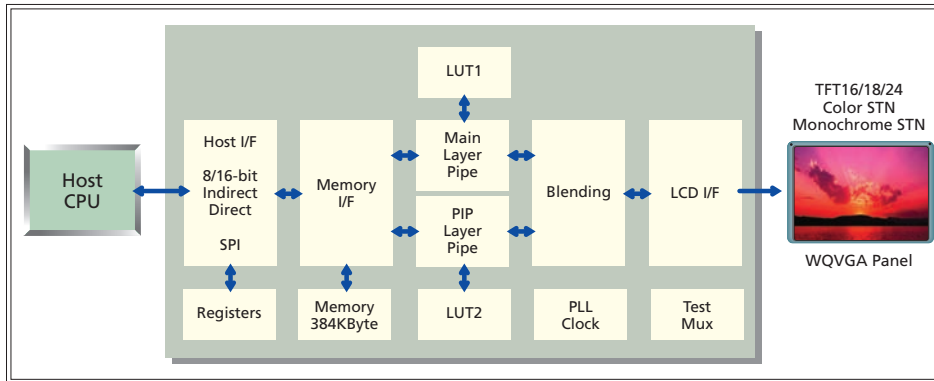 LUT1
TFT16/18/24
Color STN
Monochrome STN
Host
CPU
Host I/F
8/16-bit
Indirect
Direct
SPI
Memory
I/F
Main
Layer
Pipe
PIP
Layer
Pipe
Blending
LCD I/F
WQVGA Panel
Registers
Memory
384KByte
LUT2
PLL
Clock
Test
Mux